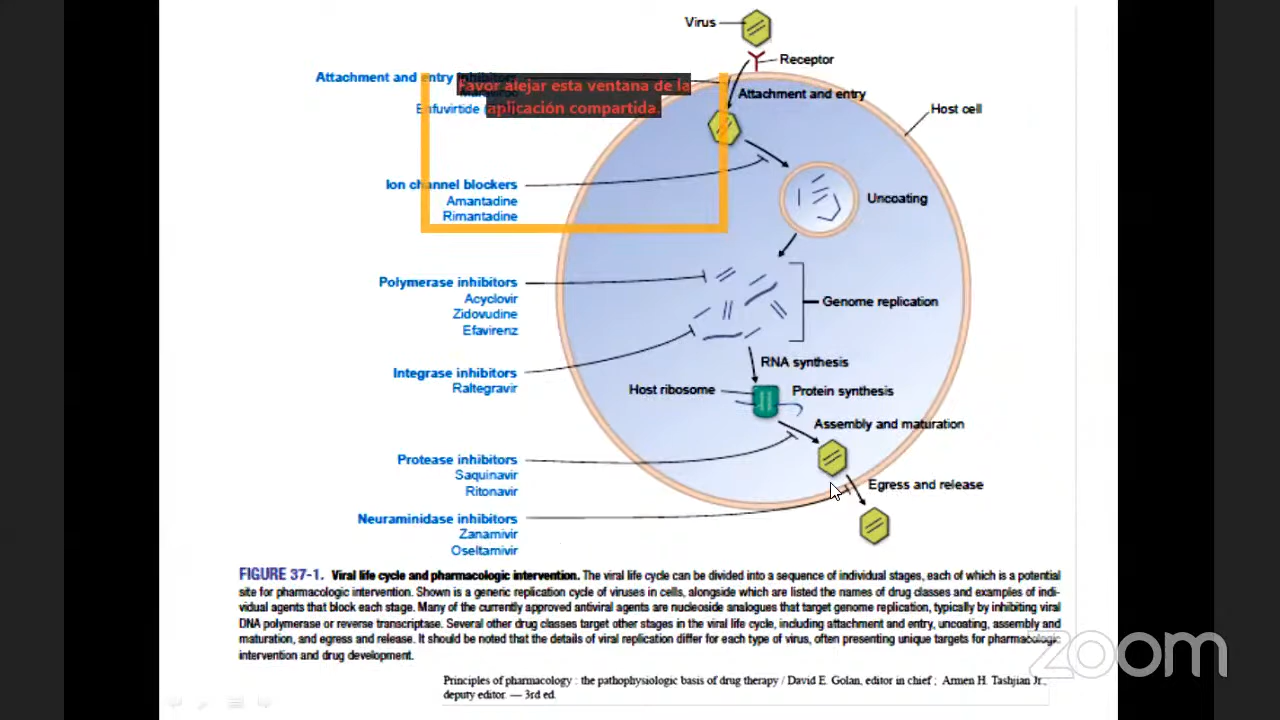 Virus
Receptor
Attachment and entry
Favor alejar esta ventana de la
aplicación compartida.
Attachment and entry
Enfuvirtide
Host cell
Ion channel blockers
Amantadine
Rimantadine
Uncoating
Polymerase inhibitors
Acyclovir
Zidovudine
Efavirenz
Genome replication
Integrase inhibitors
Raltegravir
RNA synthesis
Host ribosome
Protein synthesis
Assembly and maturation
Protease inhibitors
Saquinavir
Ritonavir
Egress and release
Neuraminidase inhibitors
Zanamivir
Oseltamivir
FIGURE 37-1. Viral life cycle and pharmacologic intervention. The viral life cycle can be divided into a sequence of individual stages, each of which is a potential
site for pharmacologic intervention. Shown is a generic replication cycle of viruses in cells, alongside which are listed the names of drug classes and examples of indi-
vidual agents that block each stage. Many of the currently approved antiviral agents are nucleoside analogues that target genome replication, typically by inhibiting viral
DNA polymerase or reverse transcriptase. Several other drug classes target other stages in the viral life cycle, including attachment and entry, uncoating, assembly and
maturation, and egress and release. It should be noted that the details of viral replication differ for each type of virus, often presenting unique targets for pharmacologic
intervention and drug development.
zoom
Principles of pharmacology : the pathophysiologic basis of drug therapy / David E. Golan, editor in chief ; Armen H. Tashjian Jr.,
deputy editor. — 3rd ed.